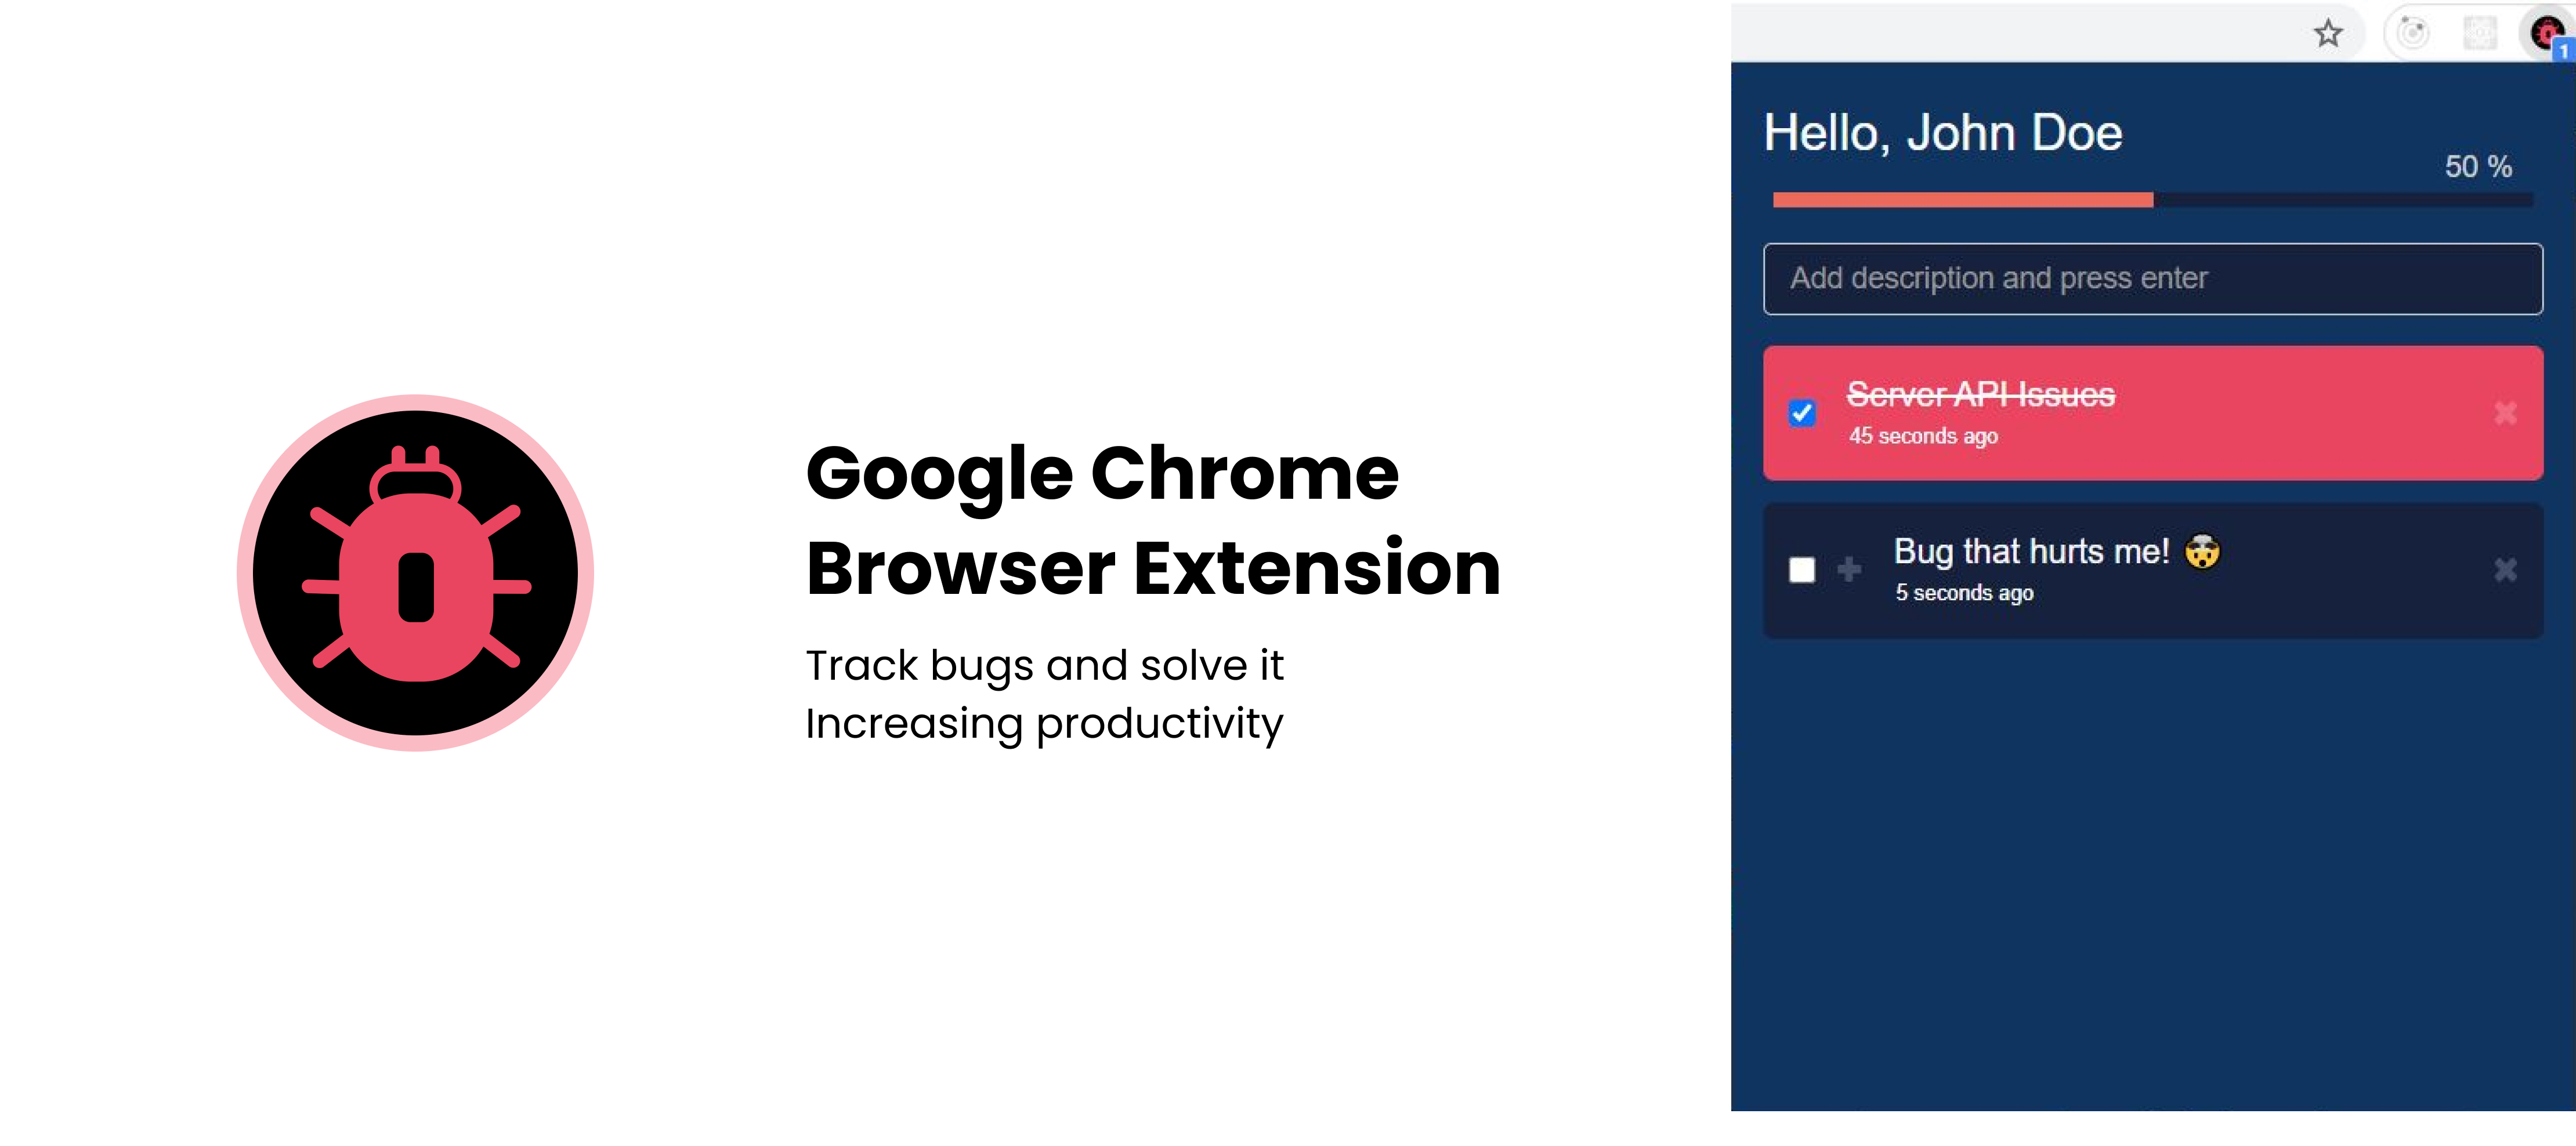 Google Chrome
Browser Extension
Track bugs and solve it
Increasing productivity
1
Hello, John Doe
50 %
Add description and press enter
Server API Issues
45 seconds ago
Bug that hurts me! 🤯
5 seconds ago